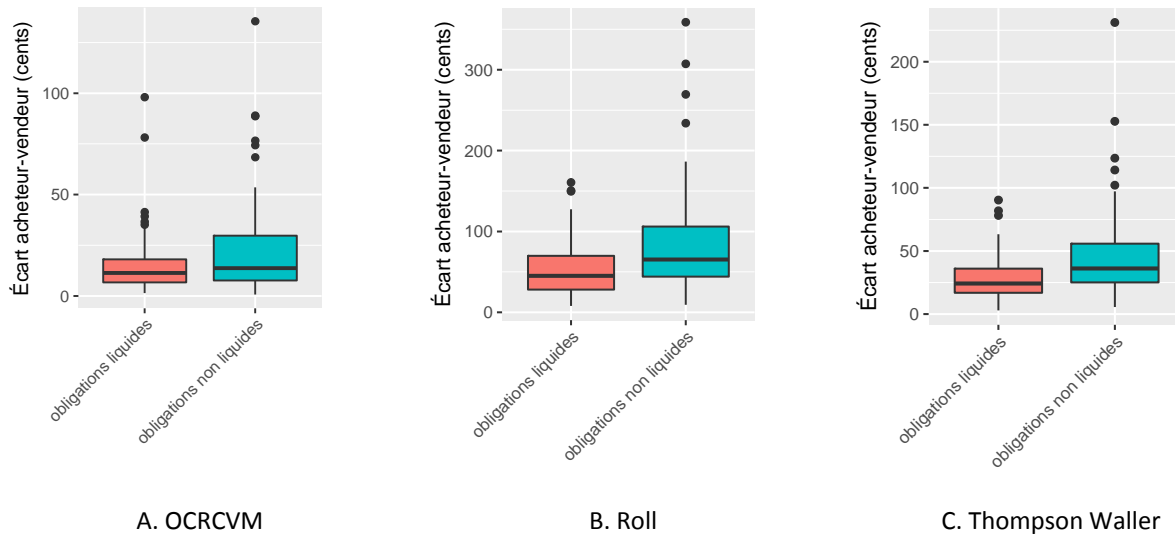 Écart acheteur-vendeur (cents)
100
50
0
obligations liquides
obligations non liquides
A. OCRCVM
Écart acheteur-vendeur (cents)
300
200
100
0
obligations liquides
obligations non liquides
B. Roll
Écart acheteur-vendeur (cents)
200
150
100
50
0
obligations liquides
obligations non liquides
C. Thompson Waller